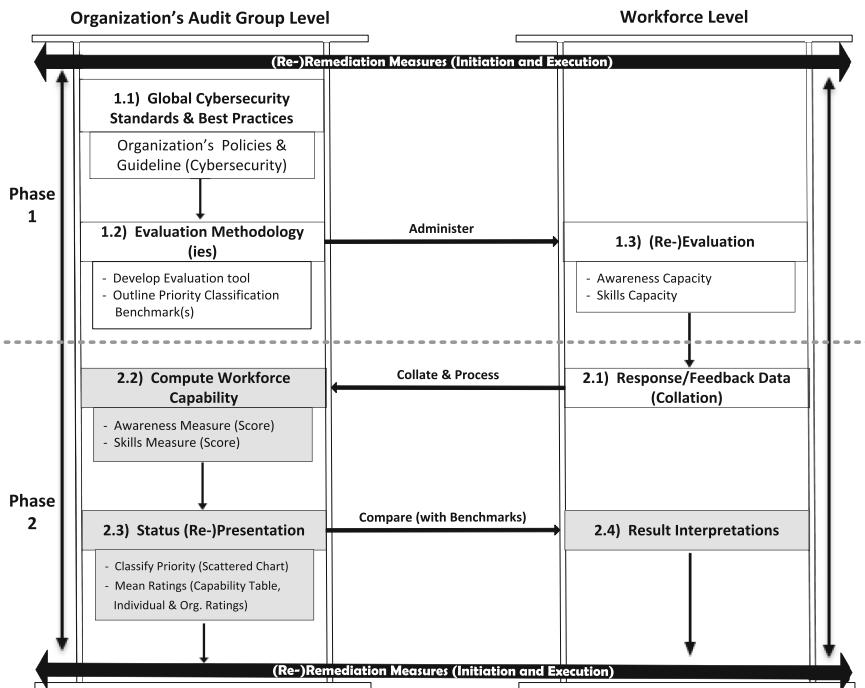 Organization's Audit Group Level
Workforce Level
(Re-)Remediation Measures (Initiation and Execution)
1.1) Global Cybersecurity
Standards & Best Practices
Organization's Policies &
Guideline (Cybersecurity)
Phase
1
1.2) Evaluation Methodology
(ies)
- Develop Evaluation tool
- Outline Priority Classification
Benchmark(s)
Administer
1.3) (Re-)Evaluation
- Awareness Capacity
- Skills Capacity
2.2) Compute Workforce
Capability
- Awareness Measure (Score)
- Skills Measure (Score)
Collate & Process
2.1) Response/Feedback Data
(Collation)
Phase
2
2.3) Status (Re-)Presentation
- Classify Priority (Scattered Chart)
- Mean Ratings (Capability Table,
Individual & Org. Ratings)
Compare (with Benchmarks)
2.4) Result Interpretations
(Re-)Remediation Measures (Initiation and Execution)